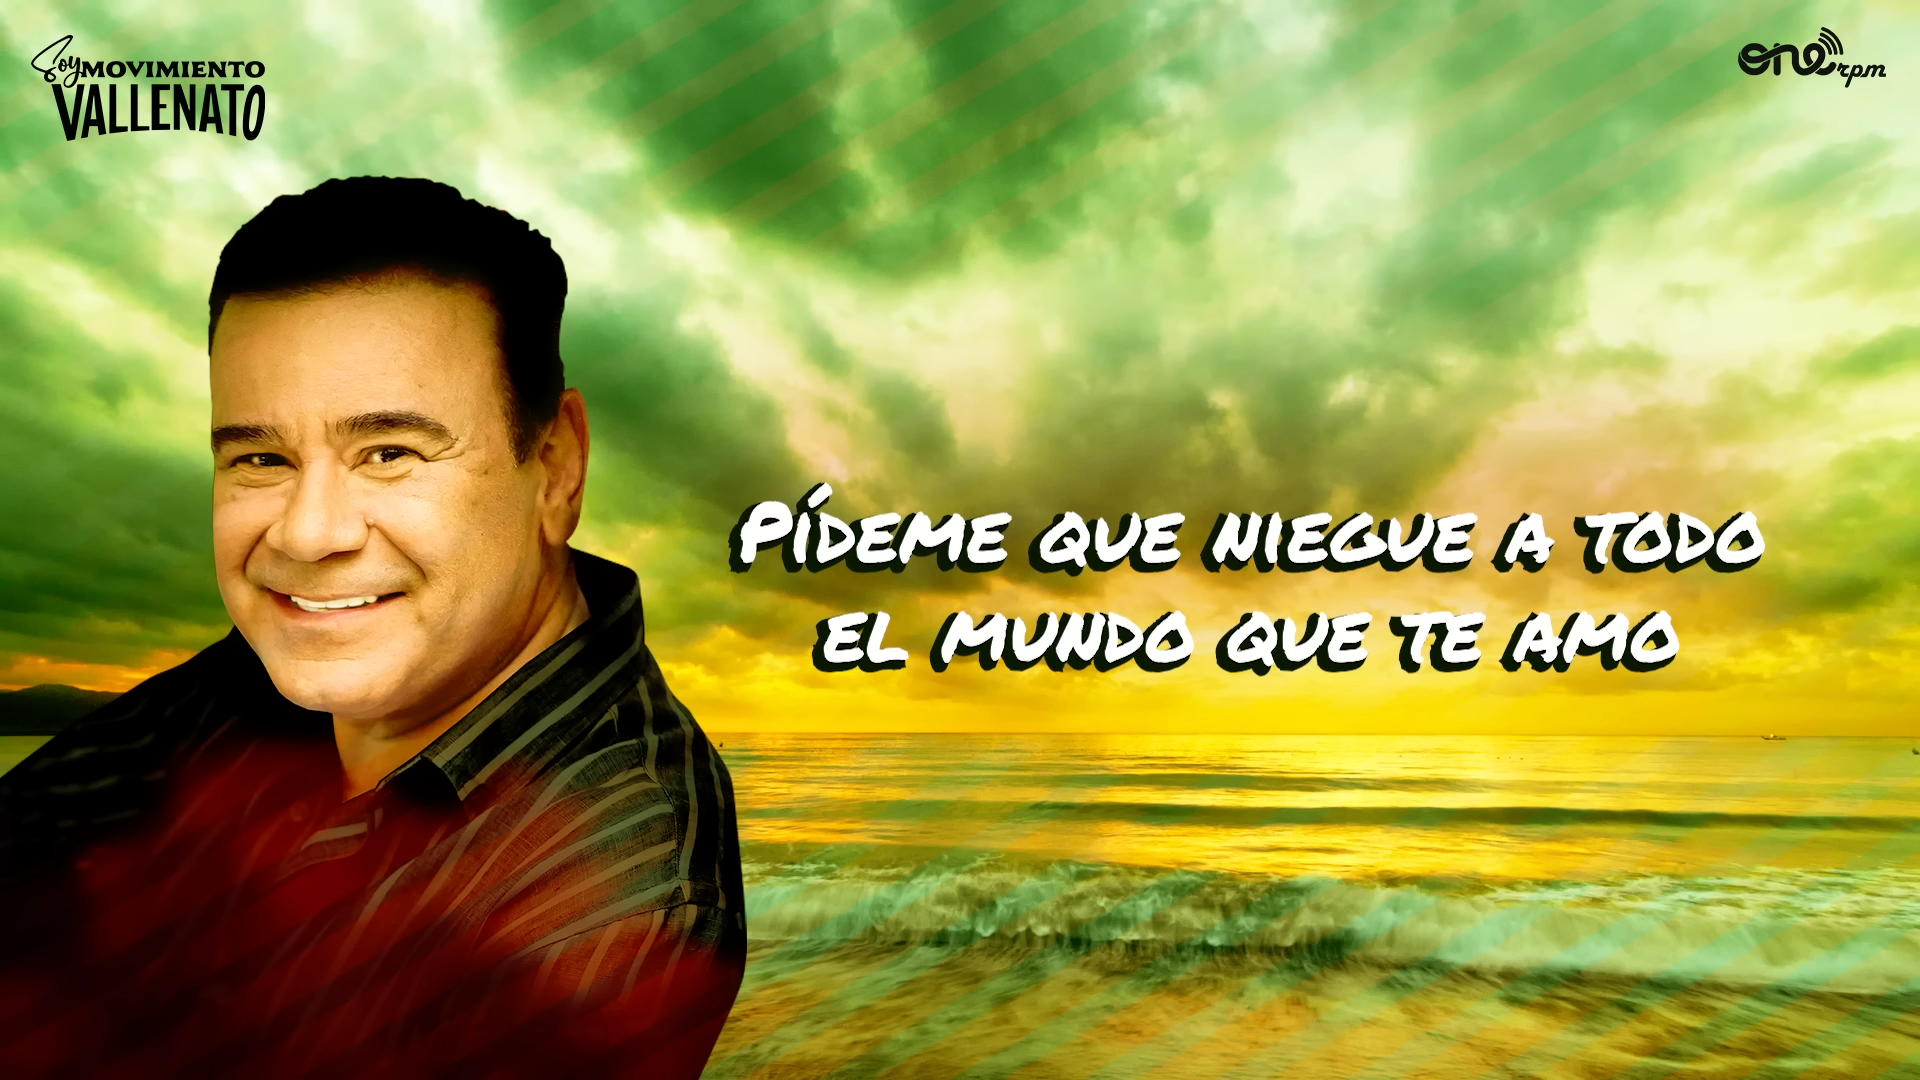 Soy MOVIMIENTO
VALLENATO
onerpm
PÍDEME QUE NIEGUE A TODO
EL MUNDO QUE TE AMO